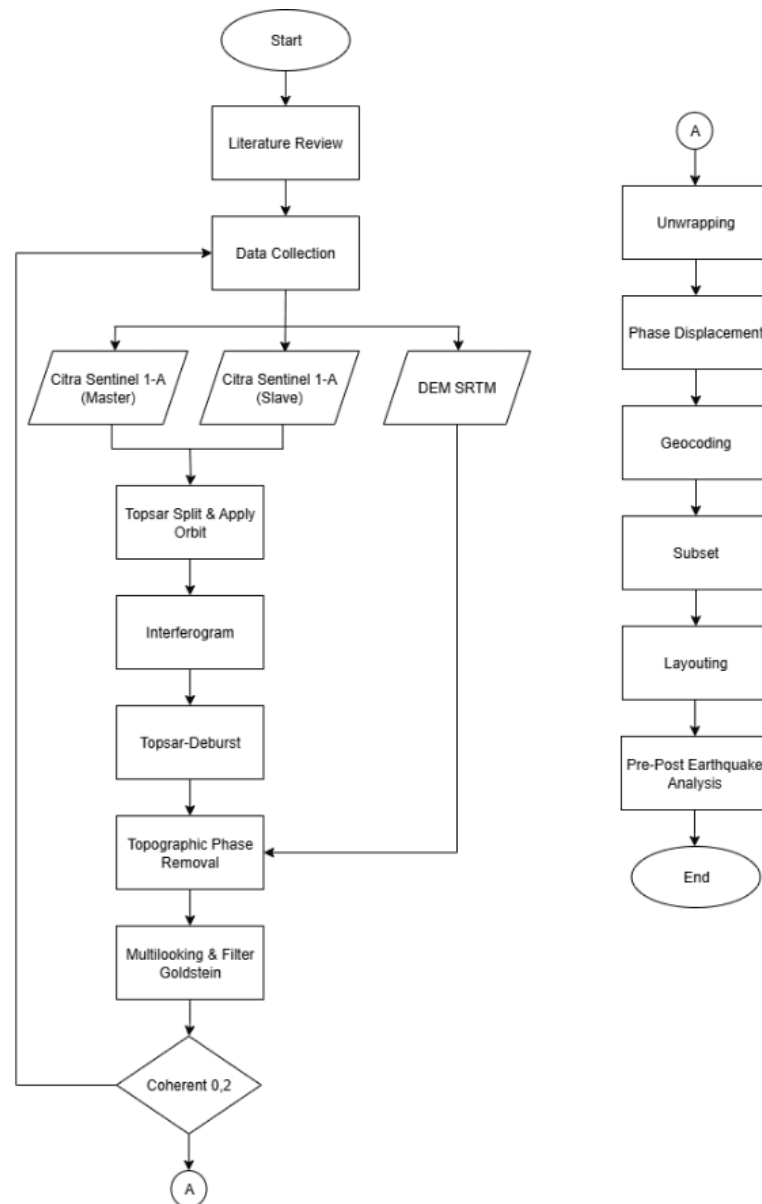 Start
Literature Review
Data Collection
Citra Sentinel 1-A
(Master)
Citra Sentinel 1-A
(Slave)
DEM SRTM
Topsar Split & Apply
Orbit
Interferogram
Topsar-Deburst
Topographic Phase
Removal
Multilooking & Filter
Goldstein
Coherent 0,2
A
A
Unwrapping
Phase Displacement
Geocoding
Subset
Layouting
Pre-Post Earthquake
Analysis
End